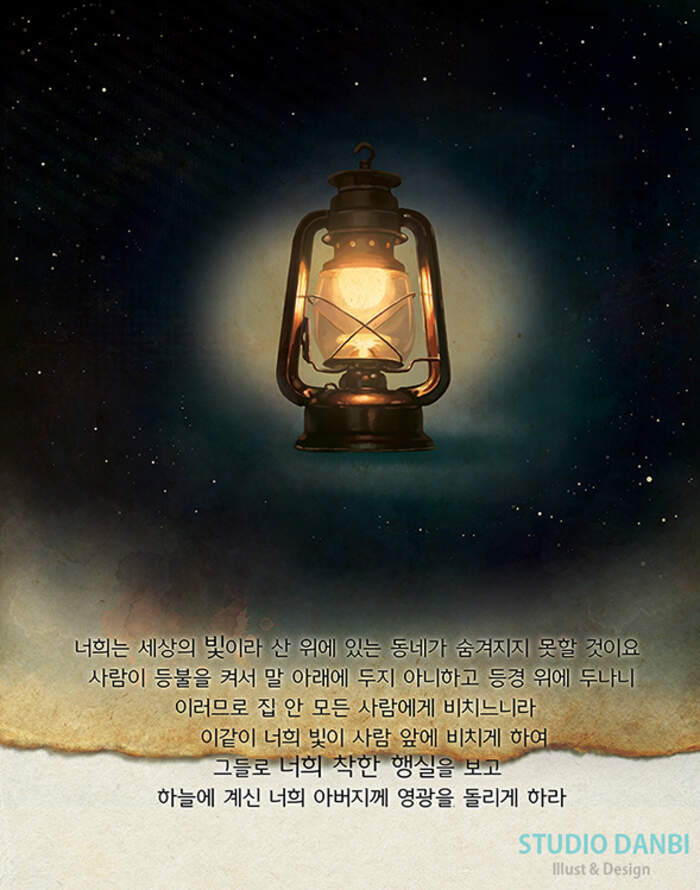 너희는 세상의 빛이라 산 위에 있는 동네가 숨겨지지 못할 것이요
사람이 등불을 켜서 말 아래에 두지 아니하고 등경 위에 두나니
이러므로 집 안 모든 사람에게 비치느니라
이같이 너희 빛이 사람 앞에 비치게 하여
그들로 너희 착한 행실을 보고
하늘에 계신 너희 아버지께 영광을 돌리게 하라
STUDIO DANBI
Illust & Design